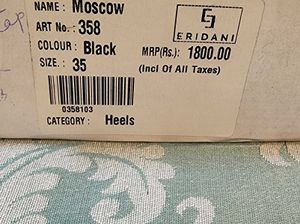 NAME : Moscow
ART No. : 358
COLOUR : Black
SIZE. : 35
ERIDANI
MRP(Rs.) : 1800.00
(Incl Of All Taxes)
0358103
CATEGORY : Heels